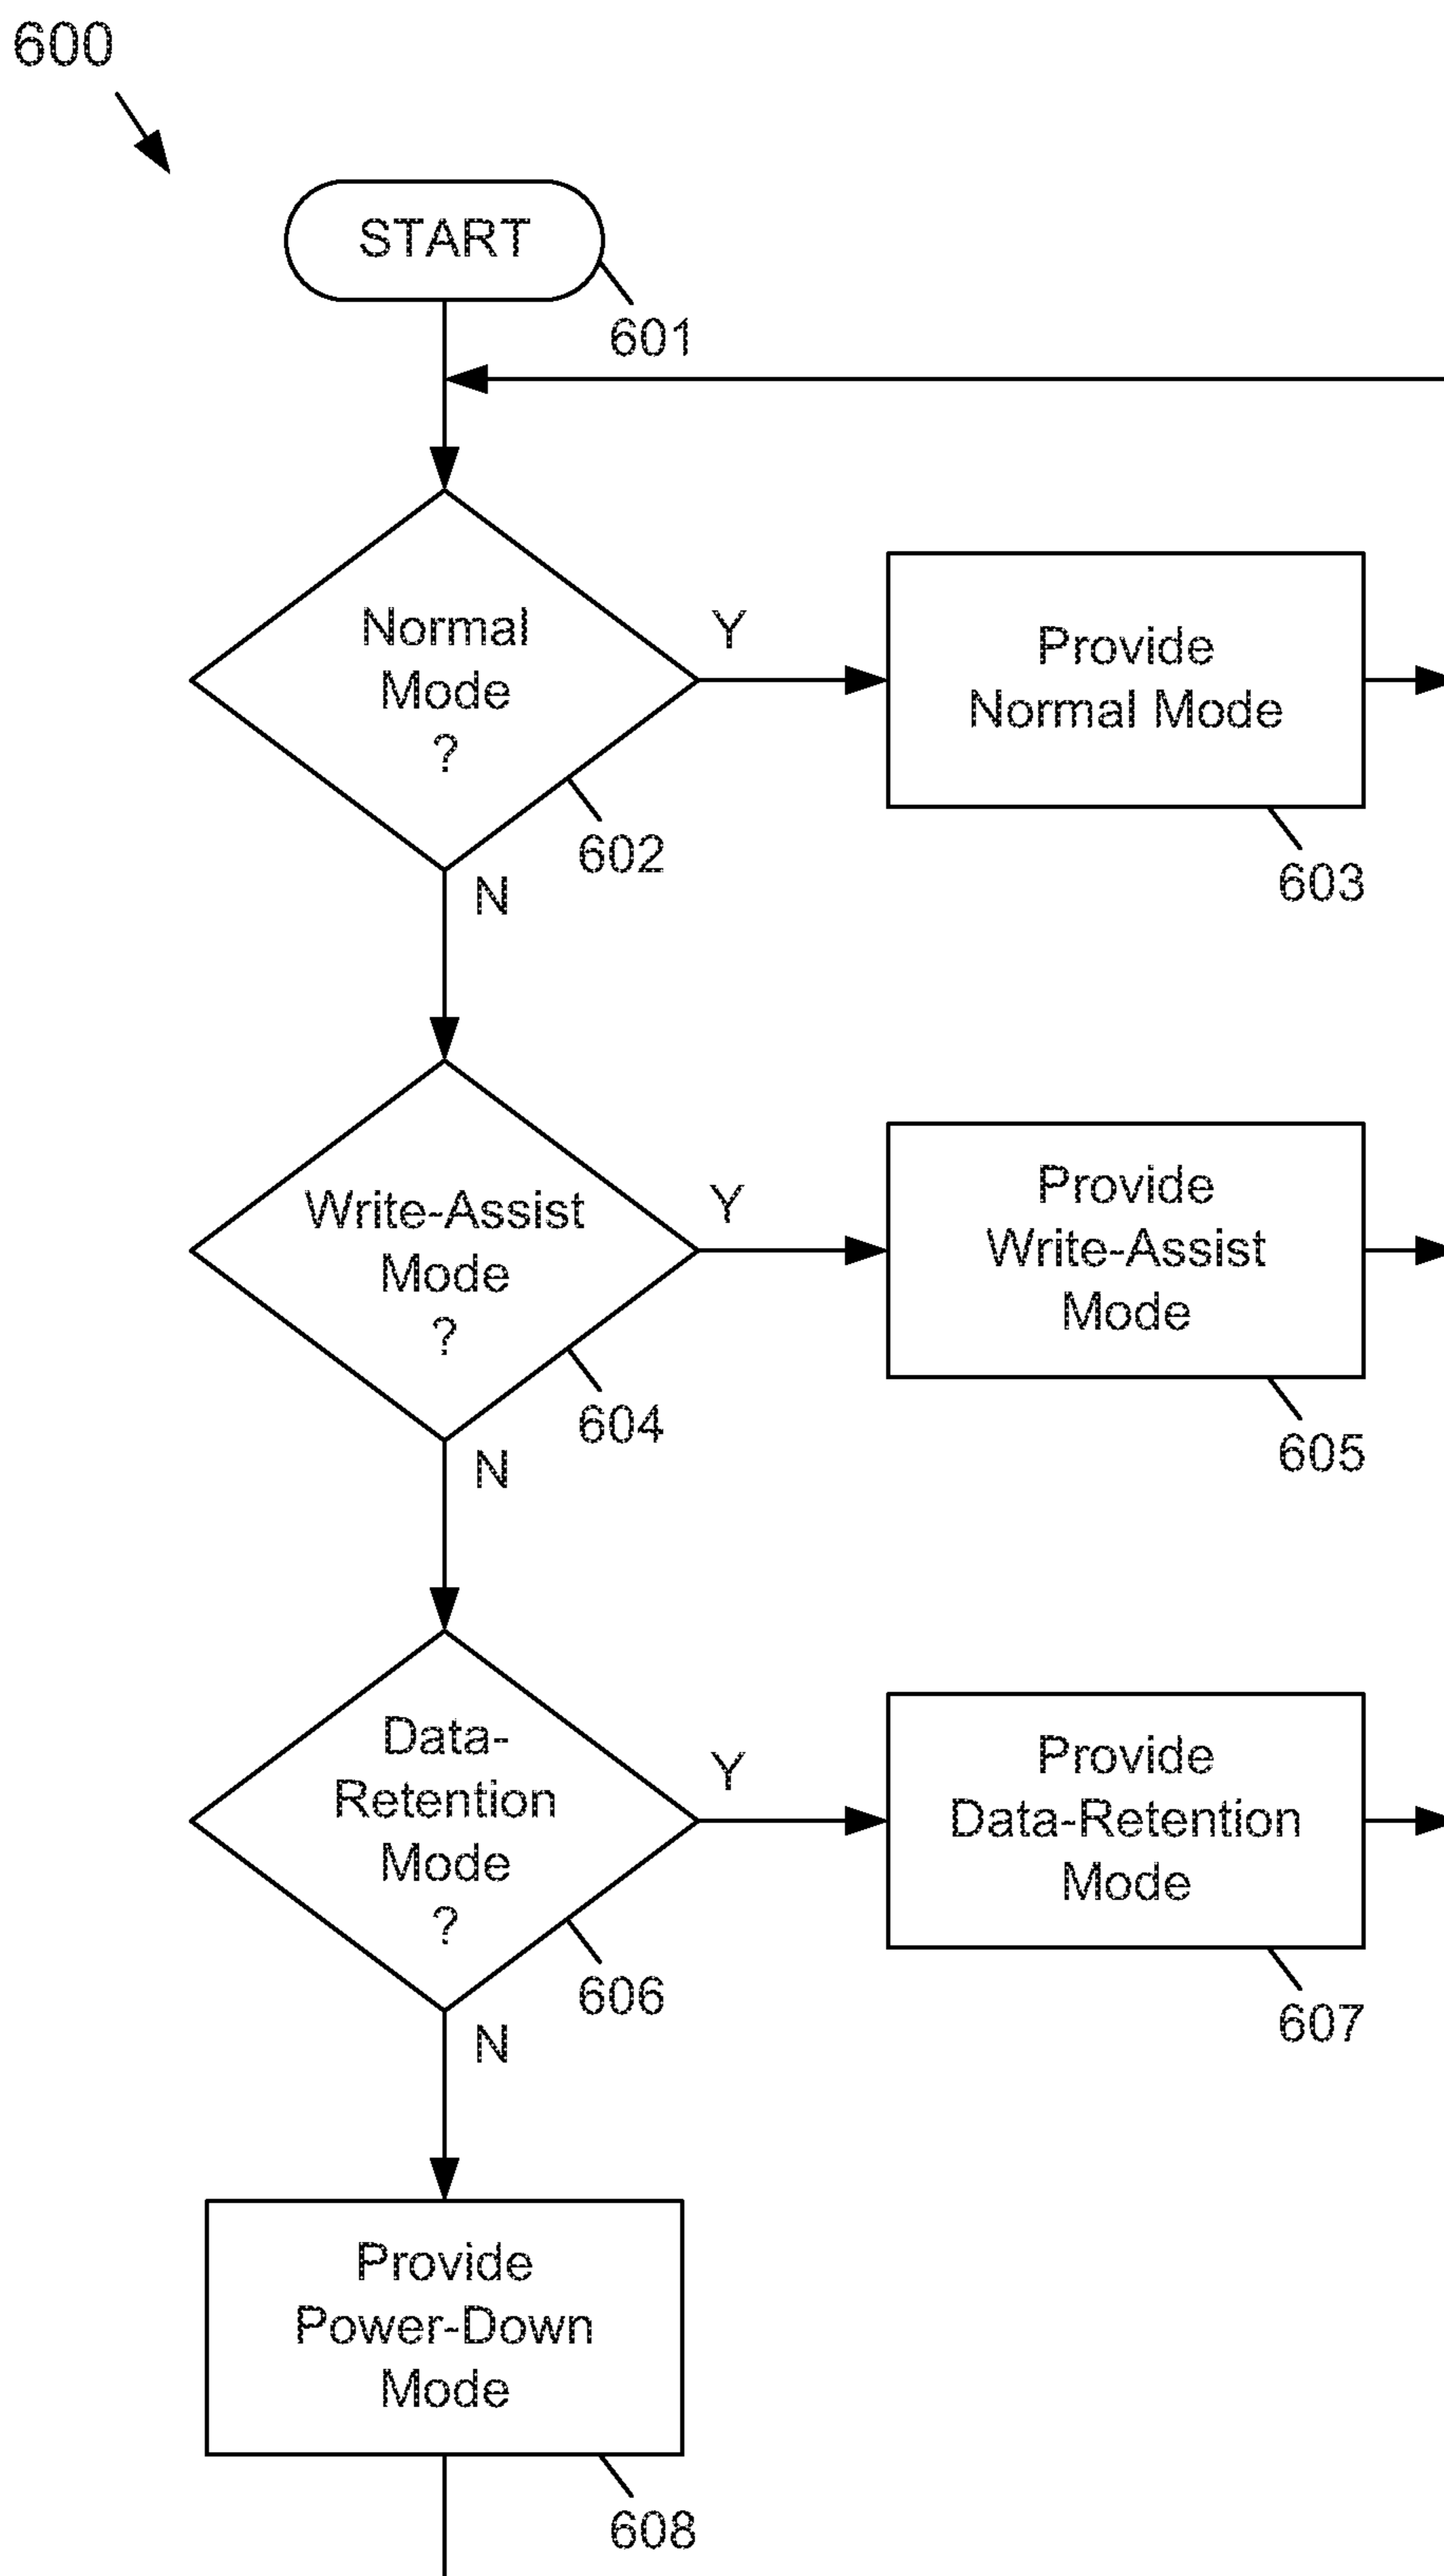 600
START
601
Normal
Mode
?
Y
602
N
Provide
Normal Mode
603
Write-Assist
Mode
?
Y
604
N
Provide
Write-Assist
Mode
605
Data-
Retention
Mode
?
Y
606
N
Provide
Data-Retention
Mode
607
Provide
Power-Down
Mode
608